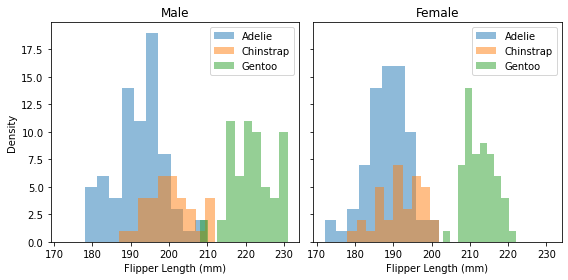 Male
Female
Adelie
Chinstrap
Gentoo
Adelie
Chinstrap
Gentoo
Density
17.5
15.0
12.5
10.0
7.5
5.0
2.5
0.0
170 180 190 200 210 220 230
170 180 190 200 210 220 230
Flipper Length (mm)
Flipper Length (mm)